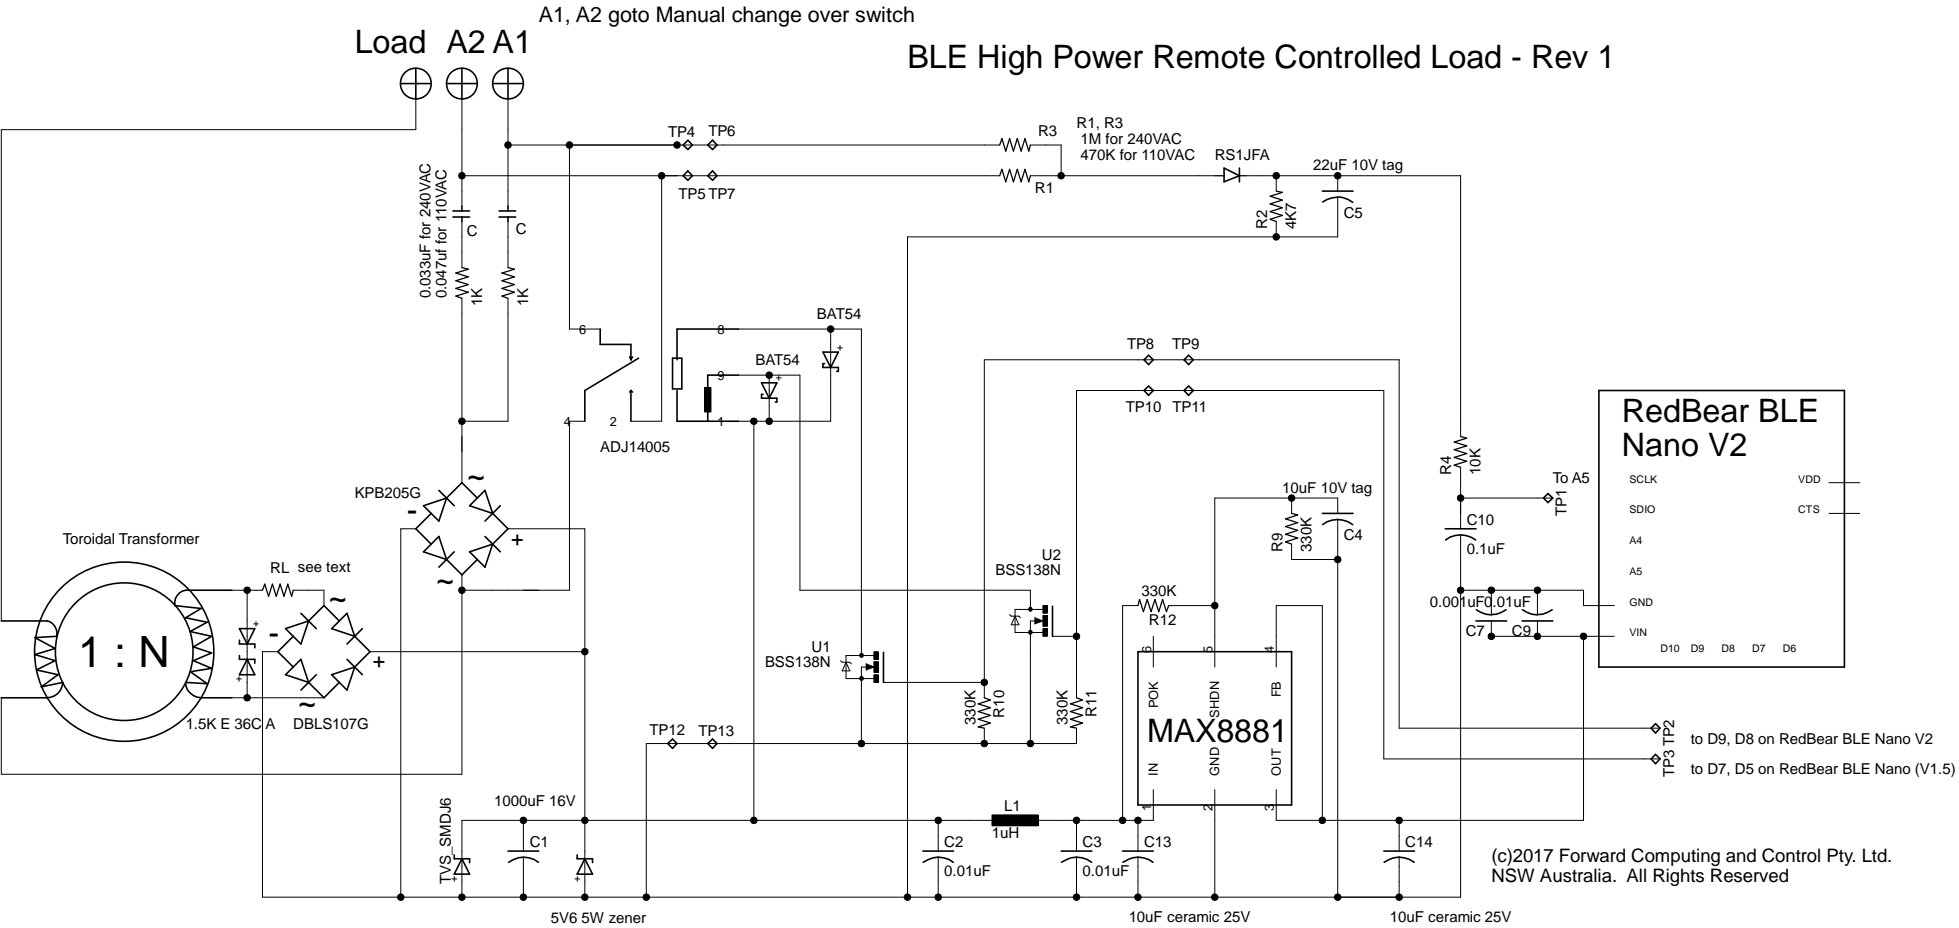 A1, A2 goto Manual change over switch
Load A2 A1
BLE High Power Remote Controlled Load - Rev 1
TP4 TP6
TP5 TP7
R3
R1
R1, R3
1M for 240VAC
470K for 110VAC
RS1JFA
22uF 10V tag
R2
4K7
C5
0.033uF for 240VAC
0.047uf for 110VAC
C
C
1K
1K
6
4
2
ADJ14005
8
9
1
BAT54
BAT54
+
+
TP8 TP9
TP10 TP11
R4
10K
To A5
TP1
C10
0.1uF
RedBear BLE
Nano V2
SCLK
SDIO
A4
A5
GND
VIN
VDD
CTS
D10 D9 D8 D7 D6
0.001uF
0.01uF
C7
C9
KPB205G
~
-
+
~
Toroidal Transformer
1 : N
RL see text
~
-
+
~
+
+
1.5K E 36C A
DBLS107G
U1
BSS138N
U2
BSS138N
330K
R10
330K
R11
TP12 TP13
10uF 10V tag
R9
330K
C4
330K
R12
6
5
4
POK
SHDN
FB
MAX8881
IN
GND
OUT
1
2
3
TP2
to D9, D8 on RedBear BLE Nano V2
TP3
to D7, D5 on RedBear BLE Nano (V1.5)
TVS_SMDJ6
+
1000uF 16V
C1
+
5V6 5W zener
L1
1uH
C2
0.01uF
C3
0.01uF
C13
10uF ceramic 25V
C14
10uF ceramic 25V
(c)2017 Forward Computing and Control Pty. Ltd.
NSW Australia. All Rights Reserved